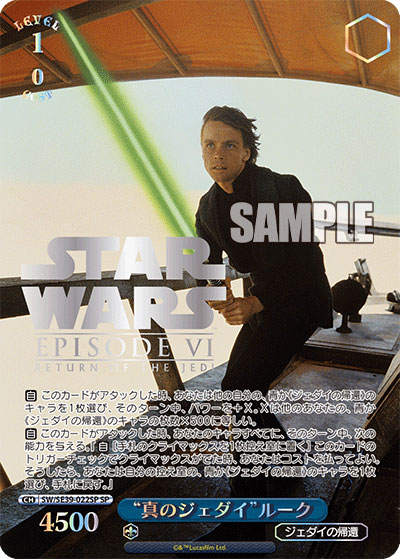 LEVEL
1
0
COST
SAMPLE
STAR
WARS
EPISODE VI
RETURN OF THE JEDI
自 このカードがアタックした時、あなたは他の自分の、青か《ジェダイの帰還》の
キャラを1枚選び、そのターン中、パワーを＋X。Xは他のあなたの、青か
《ジェダイの帰還》のキャラの枚数×500に等しい。
自 このカードがアタックした時、あなたのキャラすべてに、そのターン中、次の
能力を与える。『自 ［手札のクライマックスを1枚控え室に置く］ このカードの
トリガーチェックでクライマックスがでた時、あなたはコストを払ってよい。
そうしたら、あなたは自分の控え室の、青か《ジェダイの帰還》のキャラを1枚
選び、手札に戻す。』
CH SW/SE39-022SP SP
“真のジェダイ”ルーク
4500
ジェダイの帰還
©&™Lucasfilm Ltd.